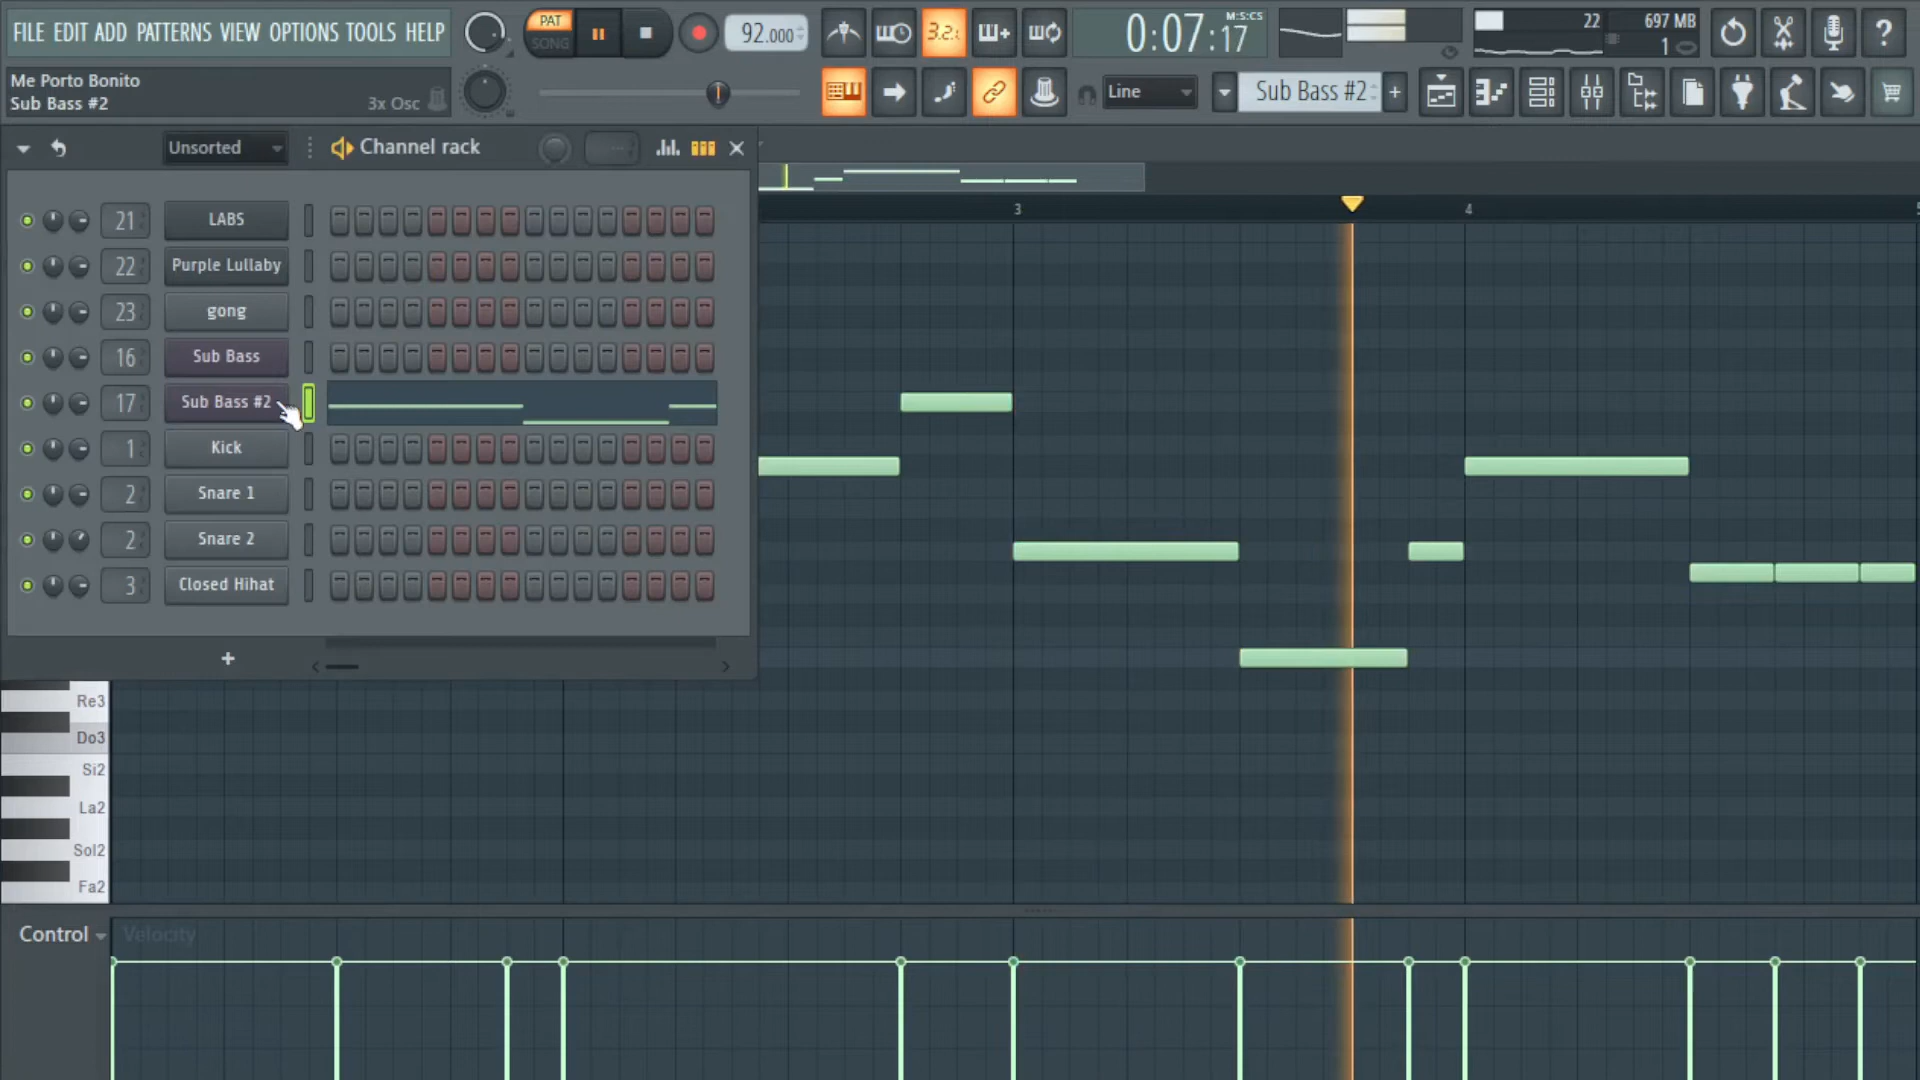 FILE EDIT ADD PATTERNS VIEW OPTIONS TOOLS HELP
PAT
SONG
92.000
3.2.
0:07:17
M:S:CS
22
697 MB
1
?
Me Porto Bonito
Sub Bass #2
3x Osc
Line
Sub Bass #2
+
Unsorted
Channel rack
21 LABS
22 Purple Lullaby
23 gong
16 Sub Bass
17 Sub Bass #2
1 Kick
2 Snare 1
2 Snare 2
3 Closed Hihat
+
3
4
Re3
Do3
Si2
La2
Sol2
Fa2
Control
Velocity